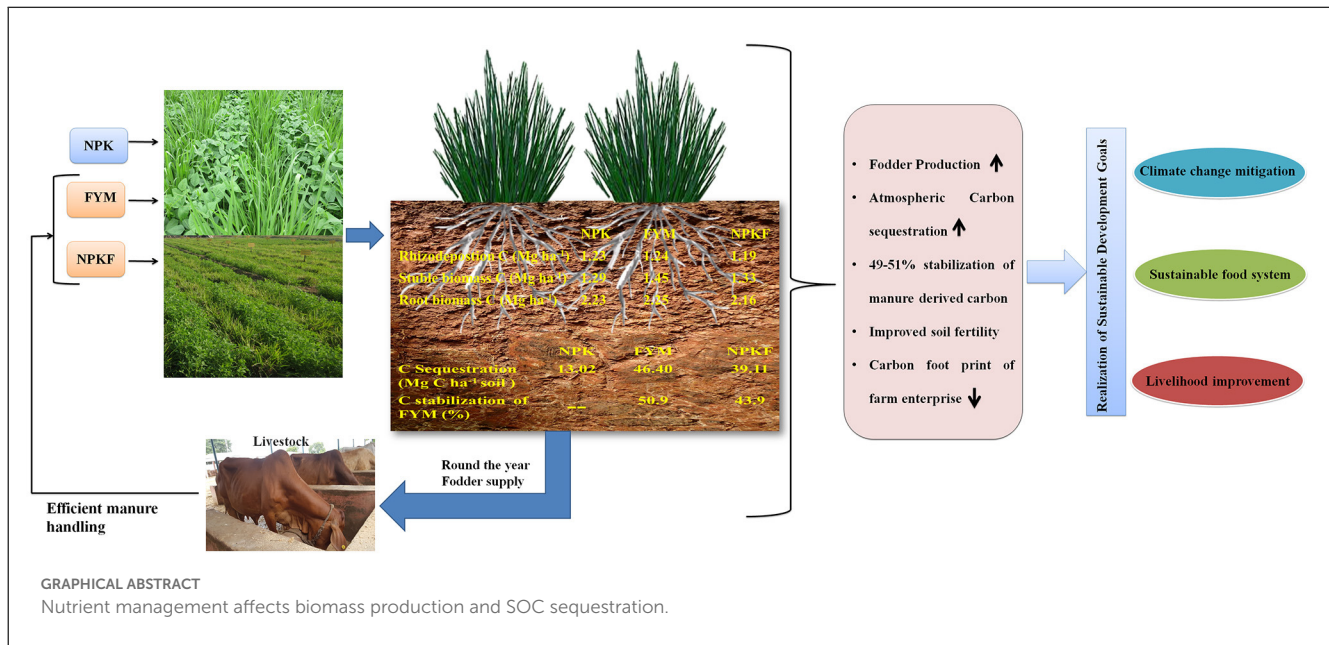 NPK
FYM
NPKF
NPK FYM NPKF
Rhizodepostion C (Mg ha-1) 1.23 1.24 1.19
Stuble biomass C (Mg ha-1) 1.29 1.45 1.33
Root biomass C (Mg ha-1) 2.23 2.25 2.16
NPK FYM NPKF
C Sequestration 13.02 46.40 39.11
(Mg C ha-1 soil )
C stabilization of __ 50.9 43.9
FYM (%)
Livestock
Round the year
Fodder supply
Efficient manure
handling
• Fodder Production ↑
• Atmospheric Carbon
sequestration ↑
• 49-51% stabilization of
manure derived carbon
• Improved soil fertility
• Carbon foot print of
farm enterprise ↓
Realization of Sustainable Development Goals
Climate change mitigation
Sustainable food system
Livelihood improvement
GRAPHICAL ABSTRACT
Nutrient management affects biomass production and SOC sequestration.